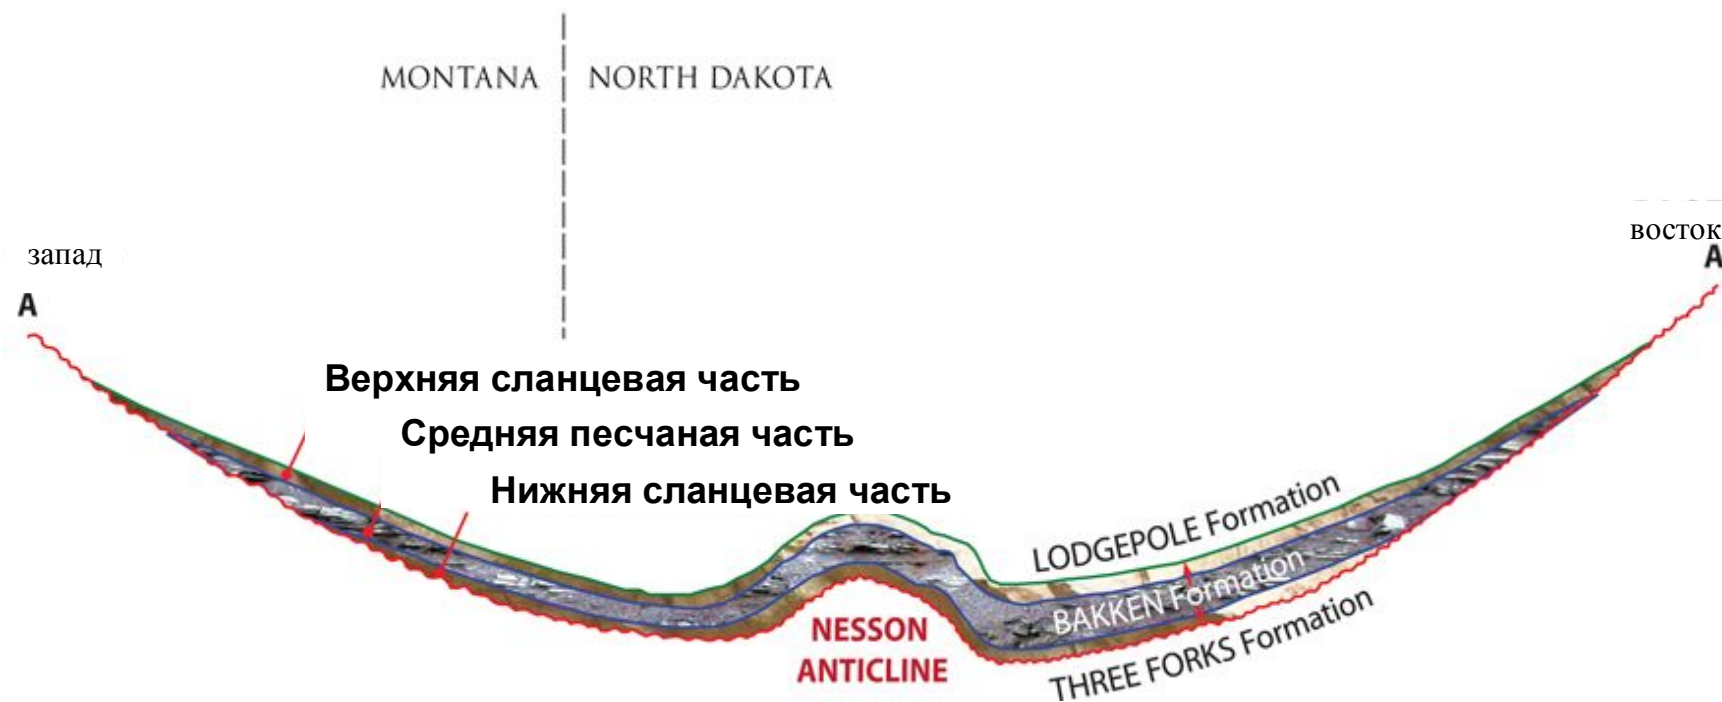 MONTANA NORTH DAKOTA
восток
A
запад
A
Верхняя сланцевая часть
Средняя песчаная часть
Нижняя сланцевая часть
LODGEPOLE Formation
BAKKEN Formation
THREE FORKS Formation
NESSON
ANTICLINE